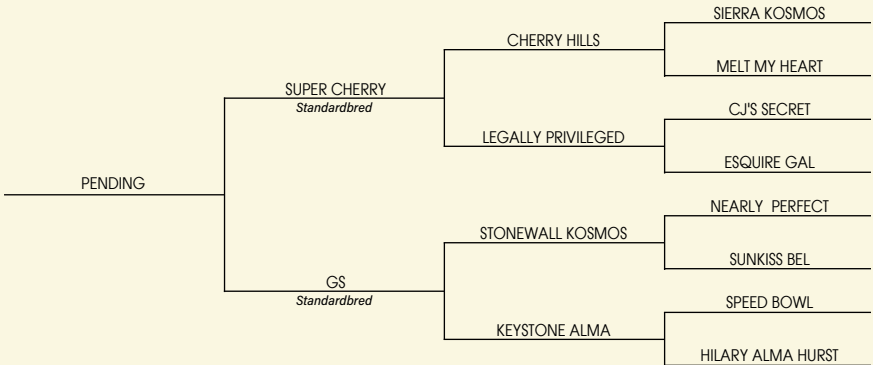 SIERRA KOSMOS
CHERRY HILLS
MELT MY HEART
SUPER CHERRY
Standardbred
CJ'S SECRET
LEGALLY PRIVILEGED
ESQUIRE GAL
PENDING
NEARLY PERFECT
STONEWALL KOSMOS
SUNKISS BEL
GS
Standardbred
SPEED BOWL
KEYSTONE ALMA
HILARY ALMA HURST